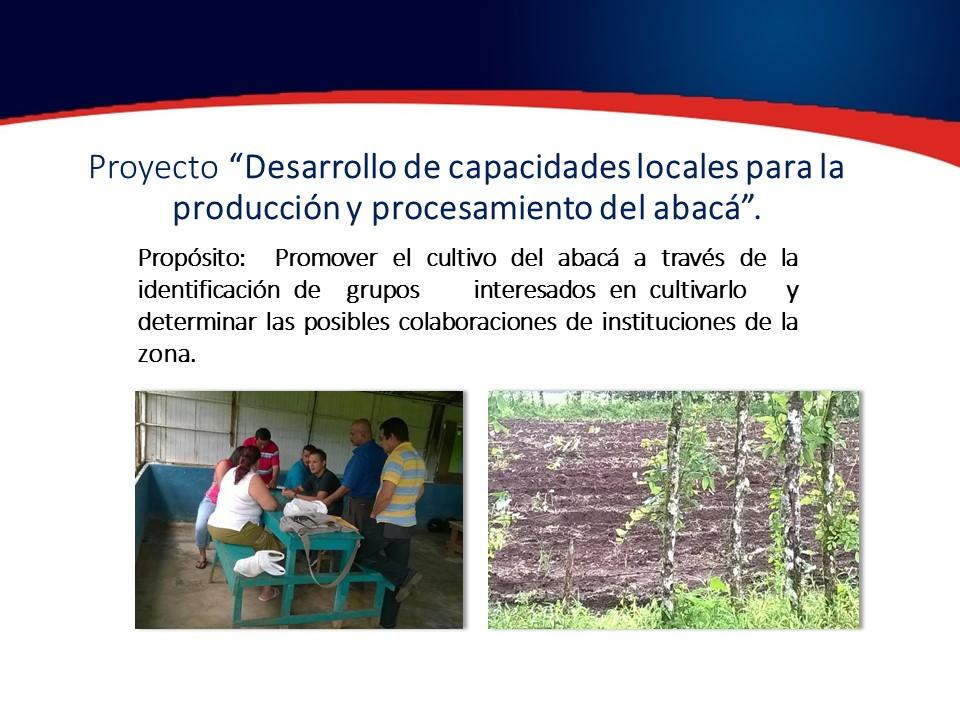 Proyecto “Desarrollo de capacidades locales para la
producción y procesamiento del abacá”.
Propósito: Promover el cultivo del abacá a través de la
identificación de grupos interesados en cultivarlo y
determinar las posibles colaboraciones de instituciones de la
zona.